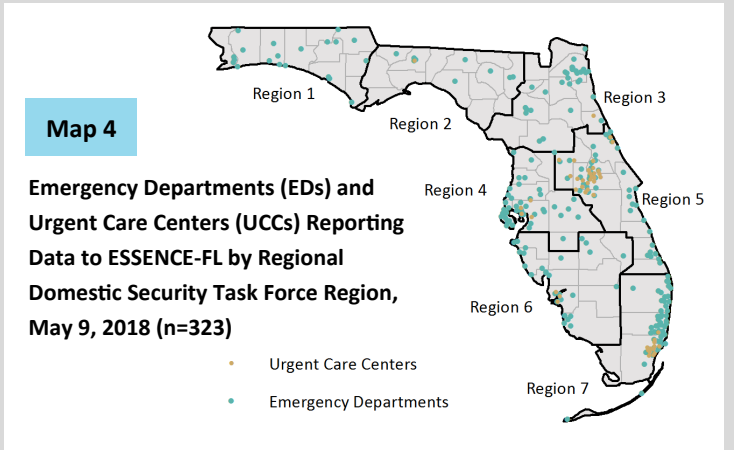 Map 4
Emergency Departments (EDs) and
Urgent Care Centers (UCCs) Reporting
Data to ESSENCE-FL by Regional
Domestic Security Task Force Region,
May 9, 2018 (n=323)
Urgent Care Centers
Emergency Departments
Region 1
Region 2
Region 3
Region 4
Region 5
Region 6
Region 7